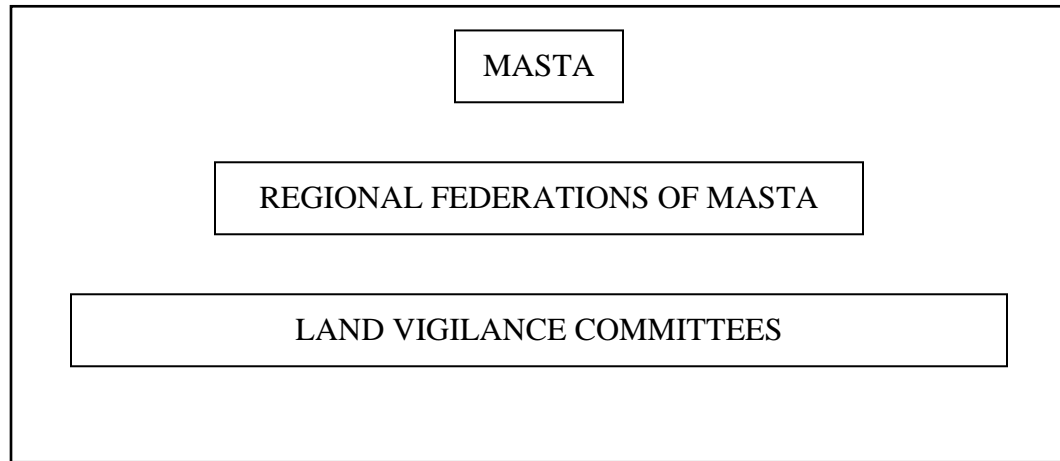 MASTA
REGIONAL FEDERATIONS OF MASTA
LAND VIGILANCE COMMITTEES